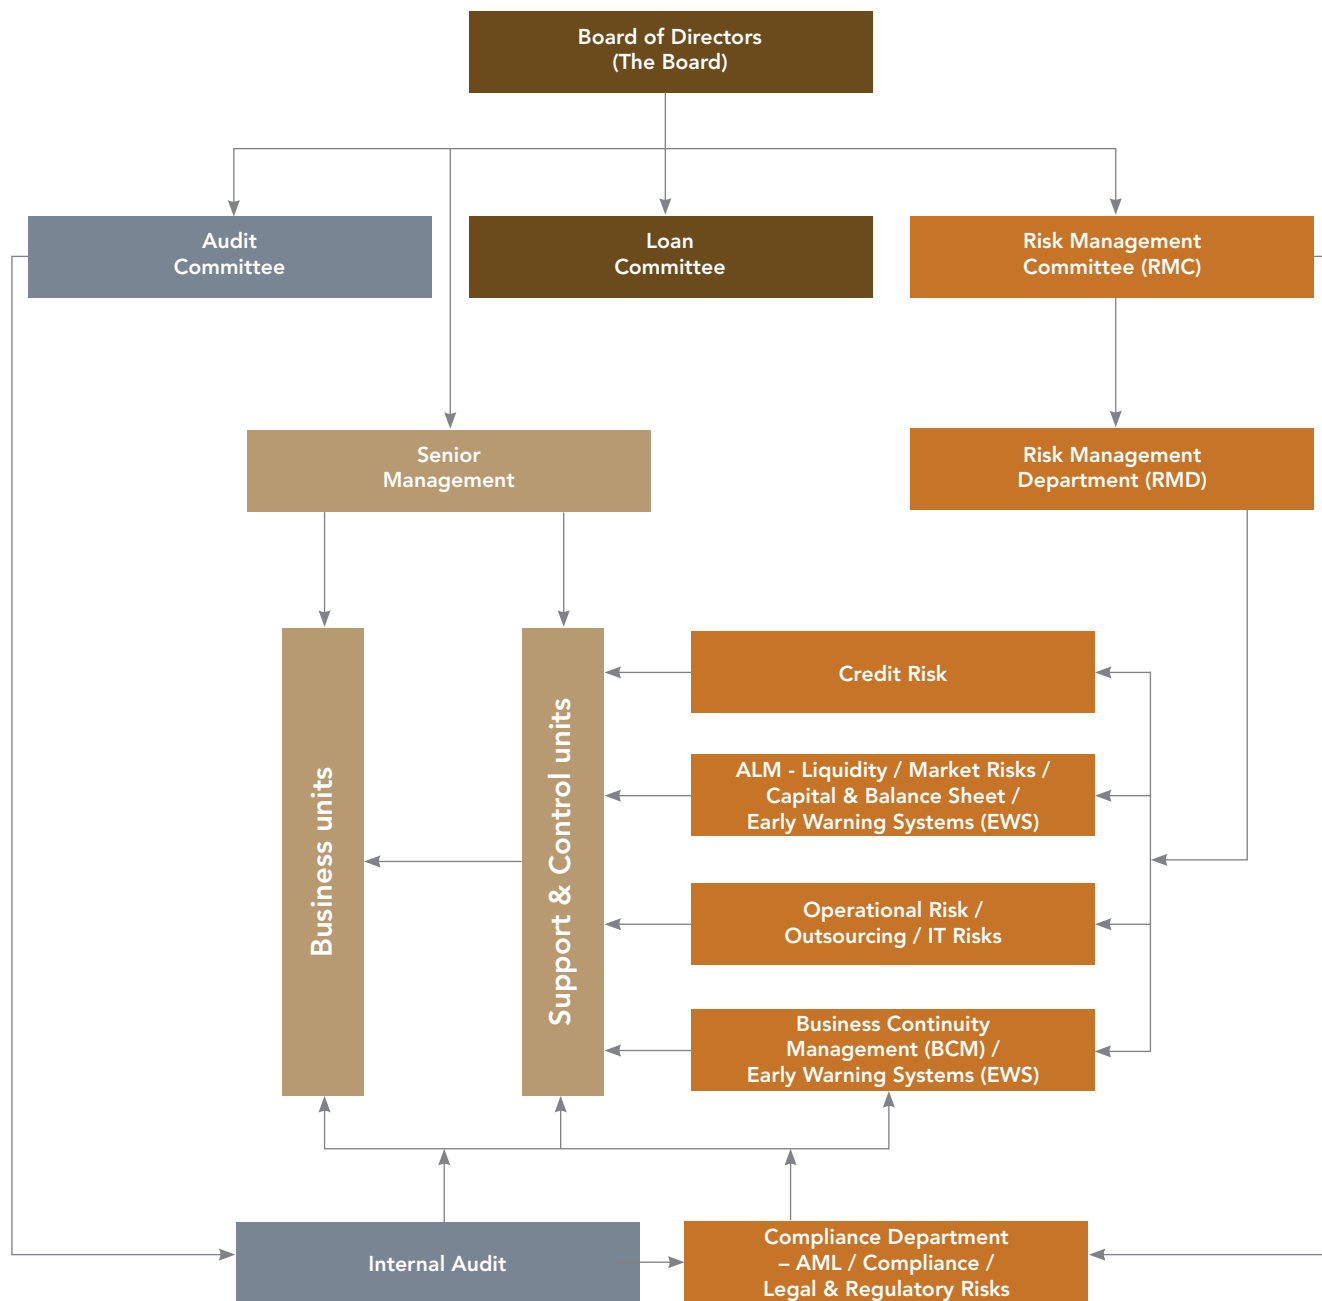 Board of Directors
(The Board)
Audit
Committee
Loan
Committee
Risk Management
Committee (RMC)
Senior
Management
Risk Management
Department (RMD)
Business units
Support & Control units
Credit Risk
ALM - Liquidity / Market Risks /
Capital & Balance Sheet /
Early Warning Systems (EWS)
Operational Risk /
Outsourcing / IT Risks
Business Continuity
Management (BCM) /
Early Warning Systems (EWS)
Internal Audit
Compliance Department
– AML / Compliance /
Legal & Regulatory Risks